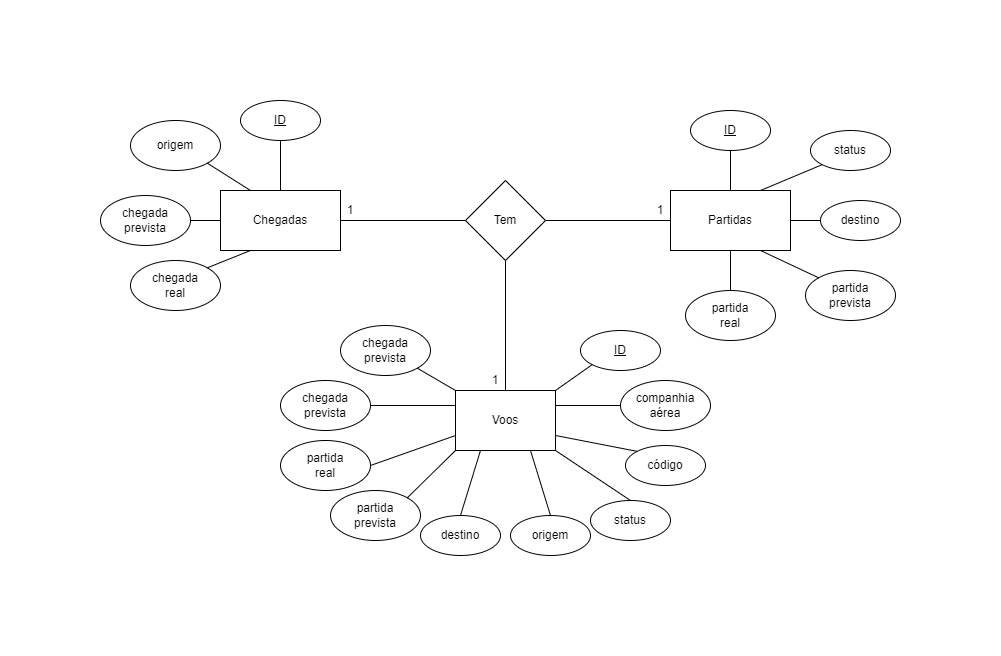 ID
origem
chegada
prevista
chegada
real
Chegadas
1
Tem
1
Partidas
ID
status
destino
partida
prevista
partida
real
1
Voos
chegada
prevista
chegada
prevista
partida
real
partida
prevista
destino
origem
status
código
companhia
aérea
ID